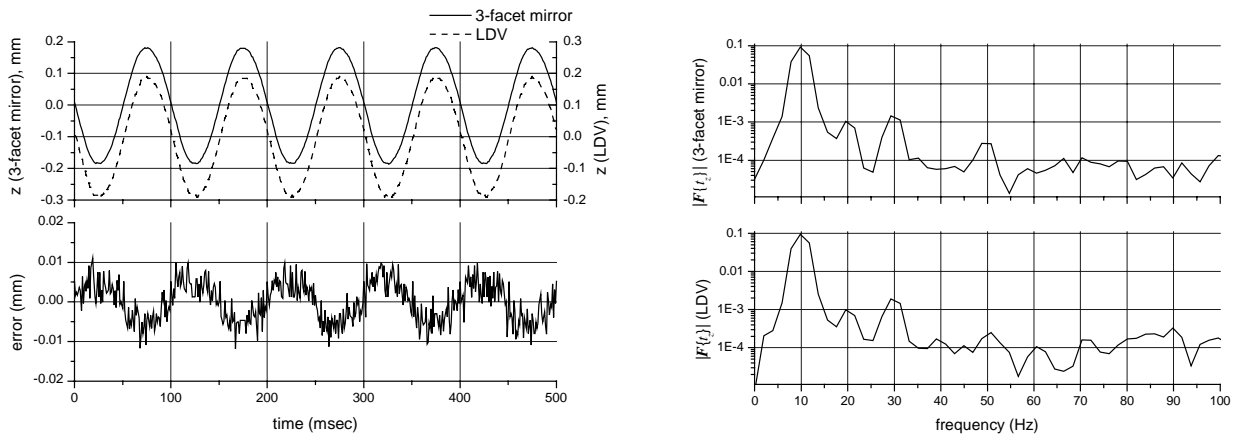 3-facet mirror
LDV
z (3-facet mirror), mm
0.2
0.1
0.0
-0.1
-0.2
-0.3
0.3
0.2
0.1
0.0
-0.1
-0.2
z (LDV), mm
error (mm)
0.02
0.01
0.00
-0.01
-0.02
0 100 200 300 400 500
time (msec)
|F{t_z}| (3-facet mirror)
0.1
0.01
1E-3
1E-4
|F{t_z}| (LDV)
0.1
0.01
1E-3
1E-4
0 10 20 30 40 50 60 70 80 90 100
frequency (Hz)